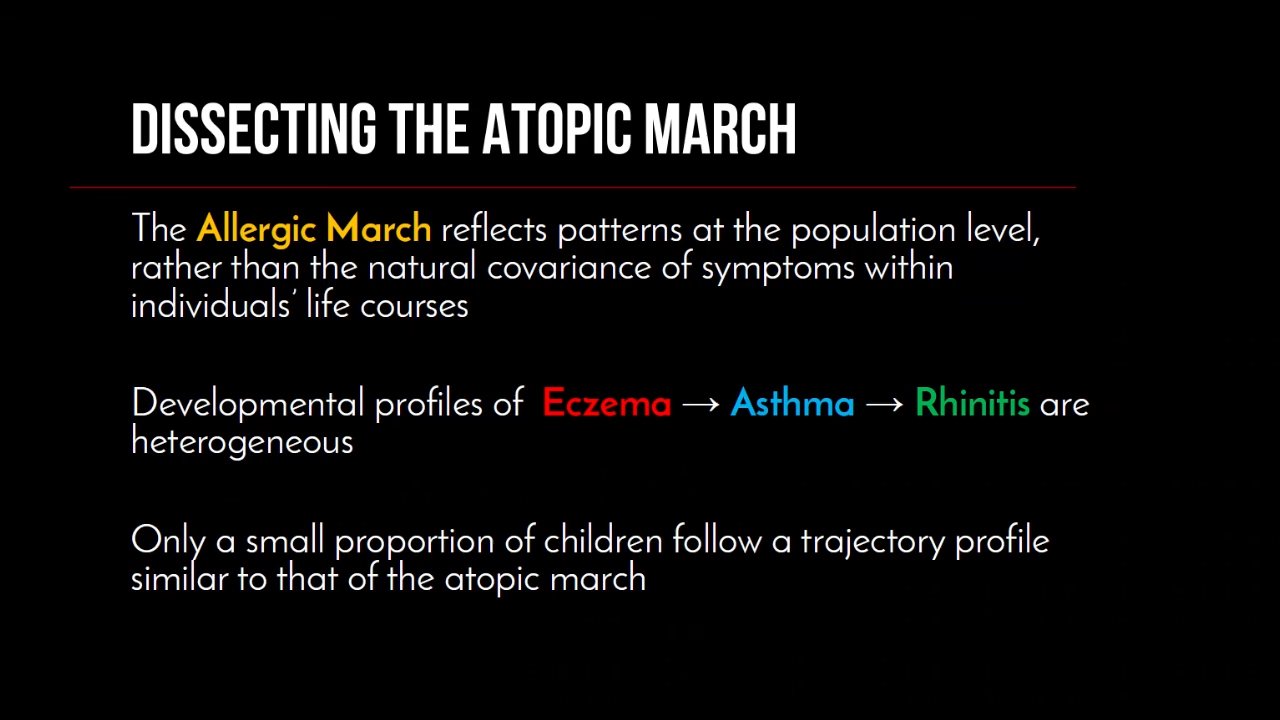 DISSECTING THE ATOPIC MARCH
The Allergic March reflects patterns at the population level,
rather than the natural covariance of symptoms within
individuals’ life courses
Developmental profiles of Eczema → Asthma → Rhinitis are
heterogeneous
Only a small proportion of children follow a trajectory profile
similar to that of the atopic march